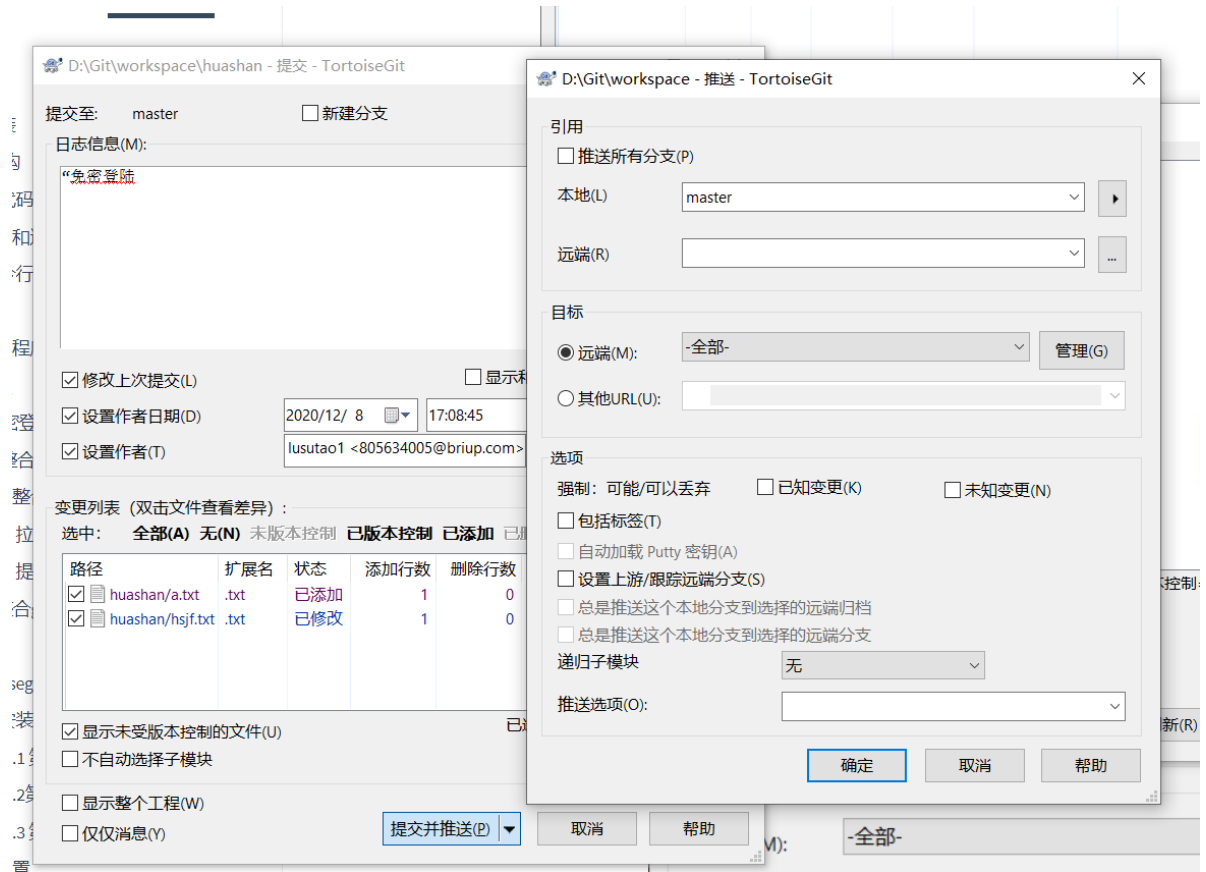 D:\Git\workspace\huashan - 提交 - TortoiseGit
提交至: master 新建分支
日志信息(M):
“免密登陆
修改上次提交(L) 显示
设置作者日期(D) 2020/12/ 8 17:08:45
设置作者(T) lusutao1 <805634005@briup.com>
变更列表（双击文件查看差异）:
选中: 全部(A) 无(N) 未版本控制 已版本控制 已添加
路径 扩展名 状态 添加行数 删除行数
huashan/a.txt .txt 已添加 1 0
huashan/hsjf.txt .txt 已修改 1 0
显示未受版本控制的文件(U)
不自动选择子模块
显示整个工程(W)
仅仅消息(Y)
提交并推送(P) 取消 帮助
D:\Git\workspace - 推送 - TortoiseGit
引用
推送所有分支(P)
本地(L) master
远端(R) ...
目标
远端(M): -全部- 管理(G)
其他URL(U):
选项
强制：可能/可以丢弃 已知变更(K) 未知变更(N)
包括标签(T)
自动加载 Putty 密钥(A)
设置上游/跟踪远端分支(S)
总是推送这个本地分支到选择的远端归档
总是推送这个本地分支到选择的远端分支
递归子模块 无
推送选项(O):
确定 取消 帮助
-全部-